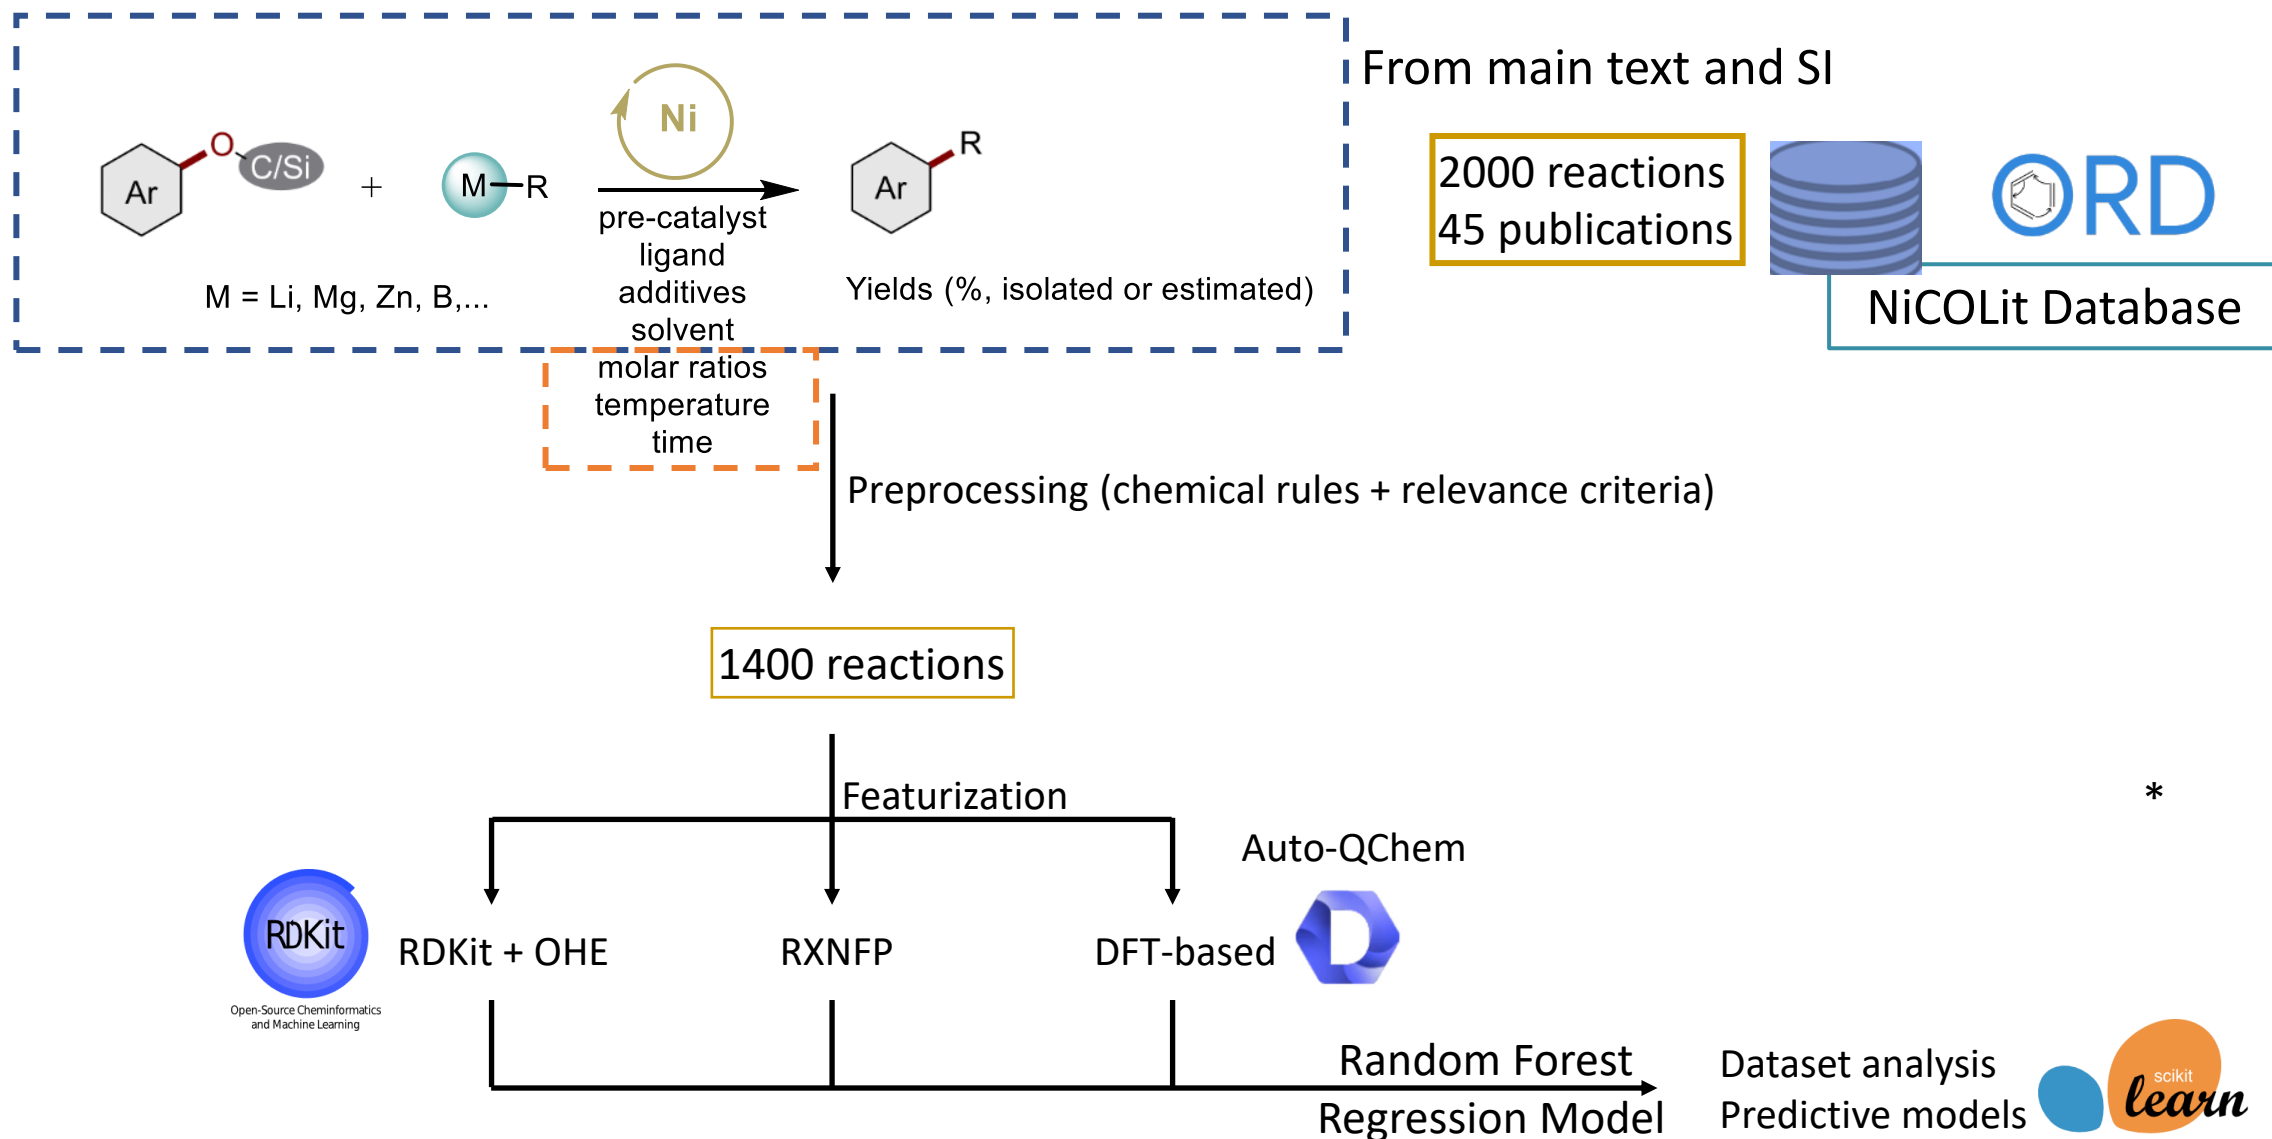 From main text and SI
Ni
O
C/Si
Ar
+
M
R
pre-catalyst
ligand
additives
solvent
molar ratios
temperature
time
R
Ar
M = Li, Mg, Zn, B,...
Yields (%, isolated or estimated)
2000 reactions
45 publications
ORD
NiCOLit Database
Preprocessing (chemical rules + relevance criteria)
1400 reactions
Featurization
*
Auto-QChem
RDKit
Open-Source Cheminformatics
and Machine Learning
RDKit + OHE
RXNFP
DFT-based
D
Random Forest
Regression Model
Dataset analysis
Predictive models
scikit
learn